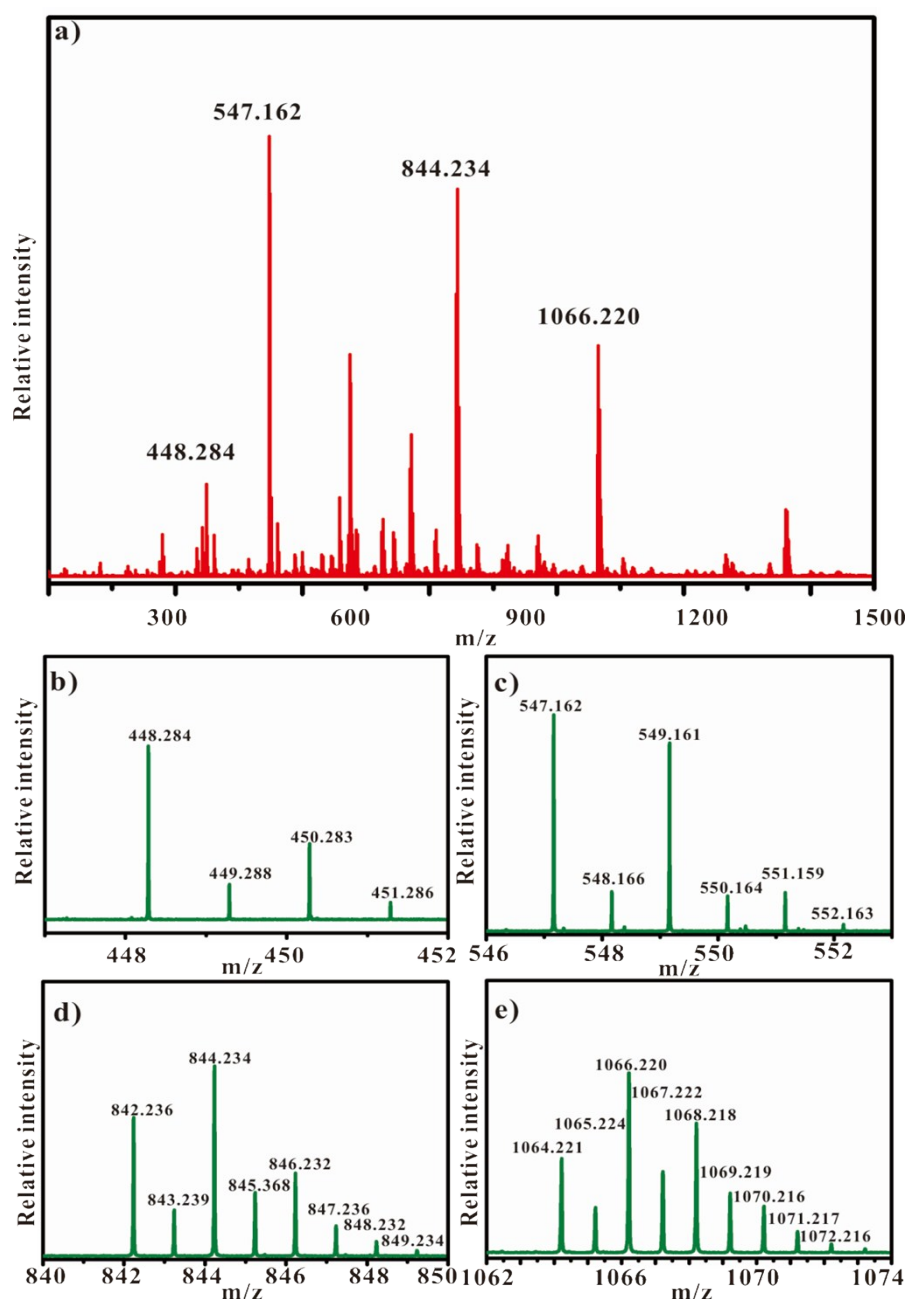 a)
547.162
844.234
1066.220
448.284
Relative intensity
300 600 900 1200 1500
m/z
b)
448.284
450.283
449.288
451.286
Relative intensity
448 450 452
m/z
c)
547.162
549.161
548.166
550.164
551.159
552.163
Relative intensity
546 548 550 552
m/z
d)
844.234
842.236
846.232
845.368
843.239
847.236
848.232
849.234
Relative intensity
840 842 844 846 848 850
m/z
e)
1066.220
1067.222
1065.224
1068.218
1064.221
1069.219
1070.216
1071.217
1072.216
Relative intensity
1062 1066 1070 1074
m/z